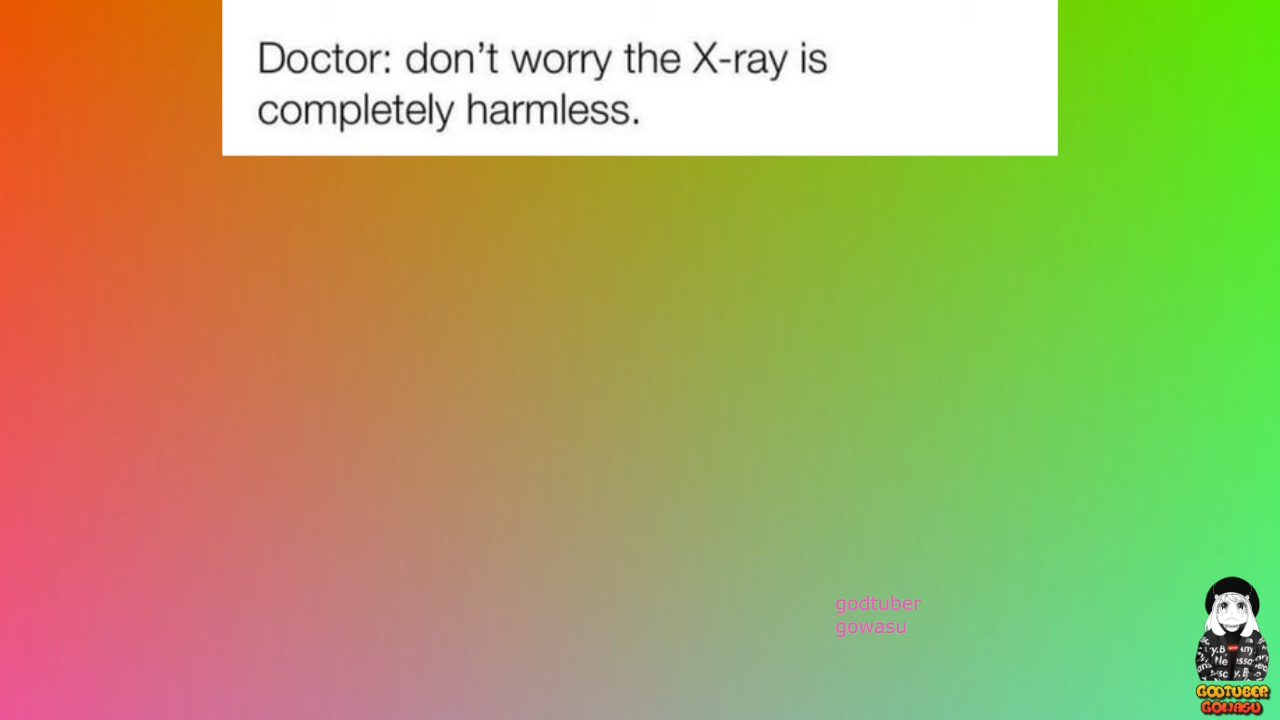 Doctor: don’t worry the X-ray is
completely harmless.
godtuber
gowasu
GODTUBER
GOWASU